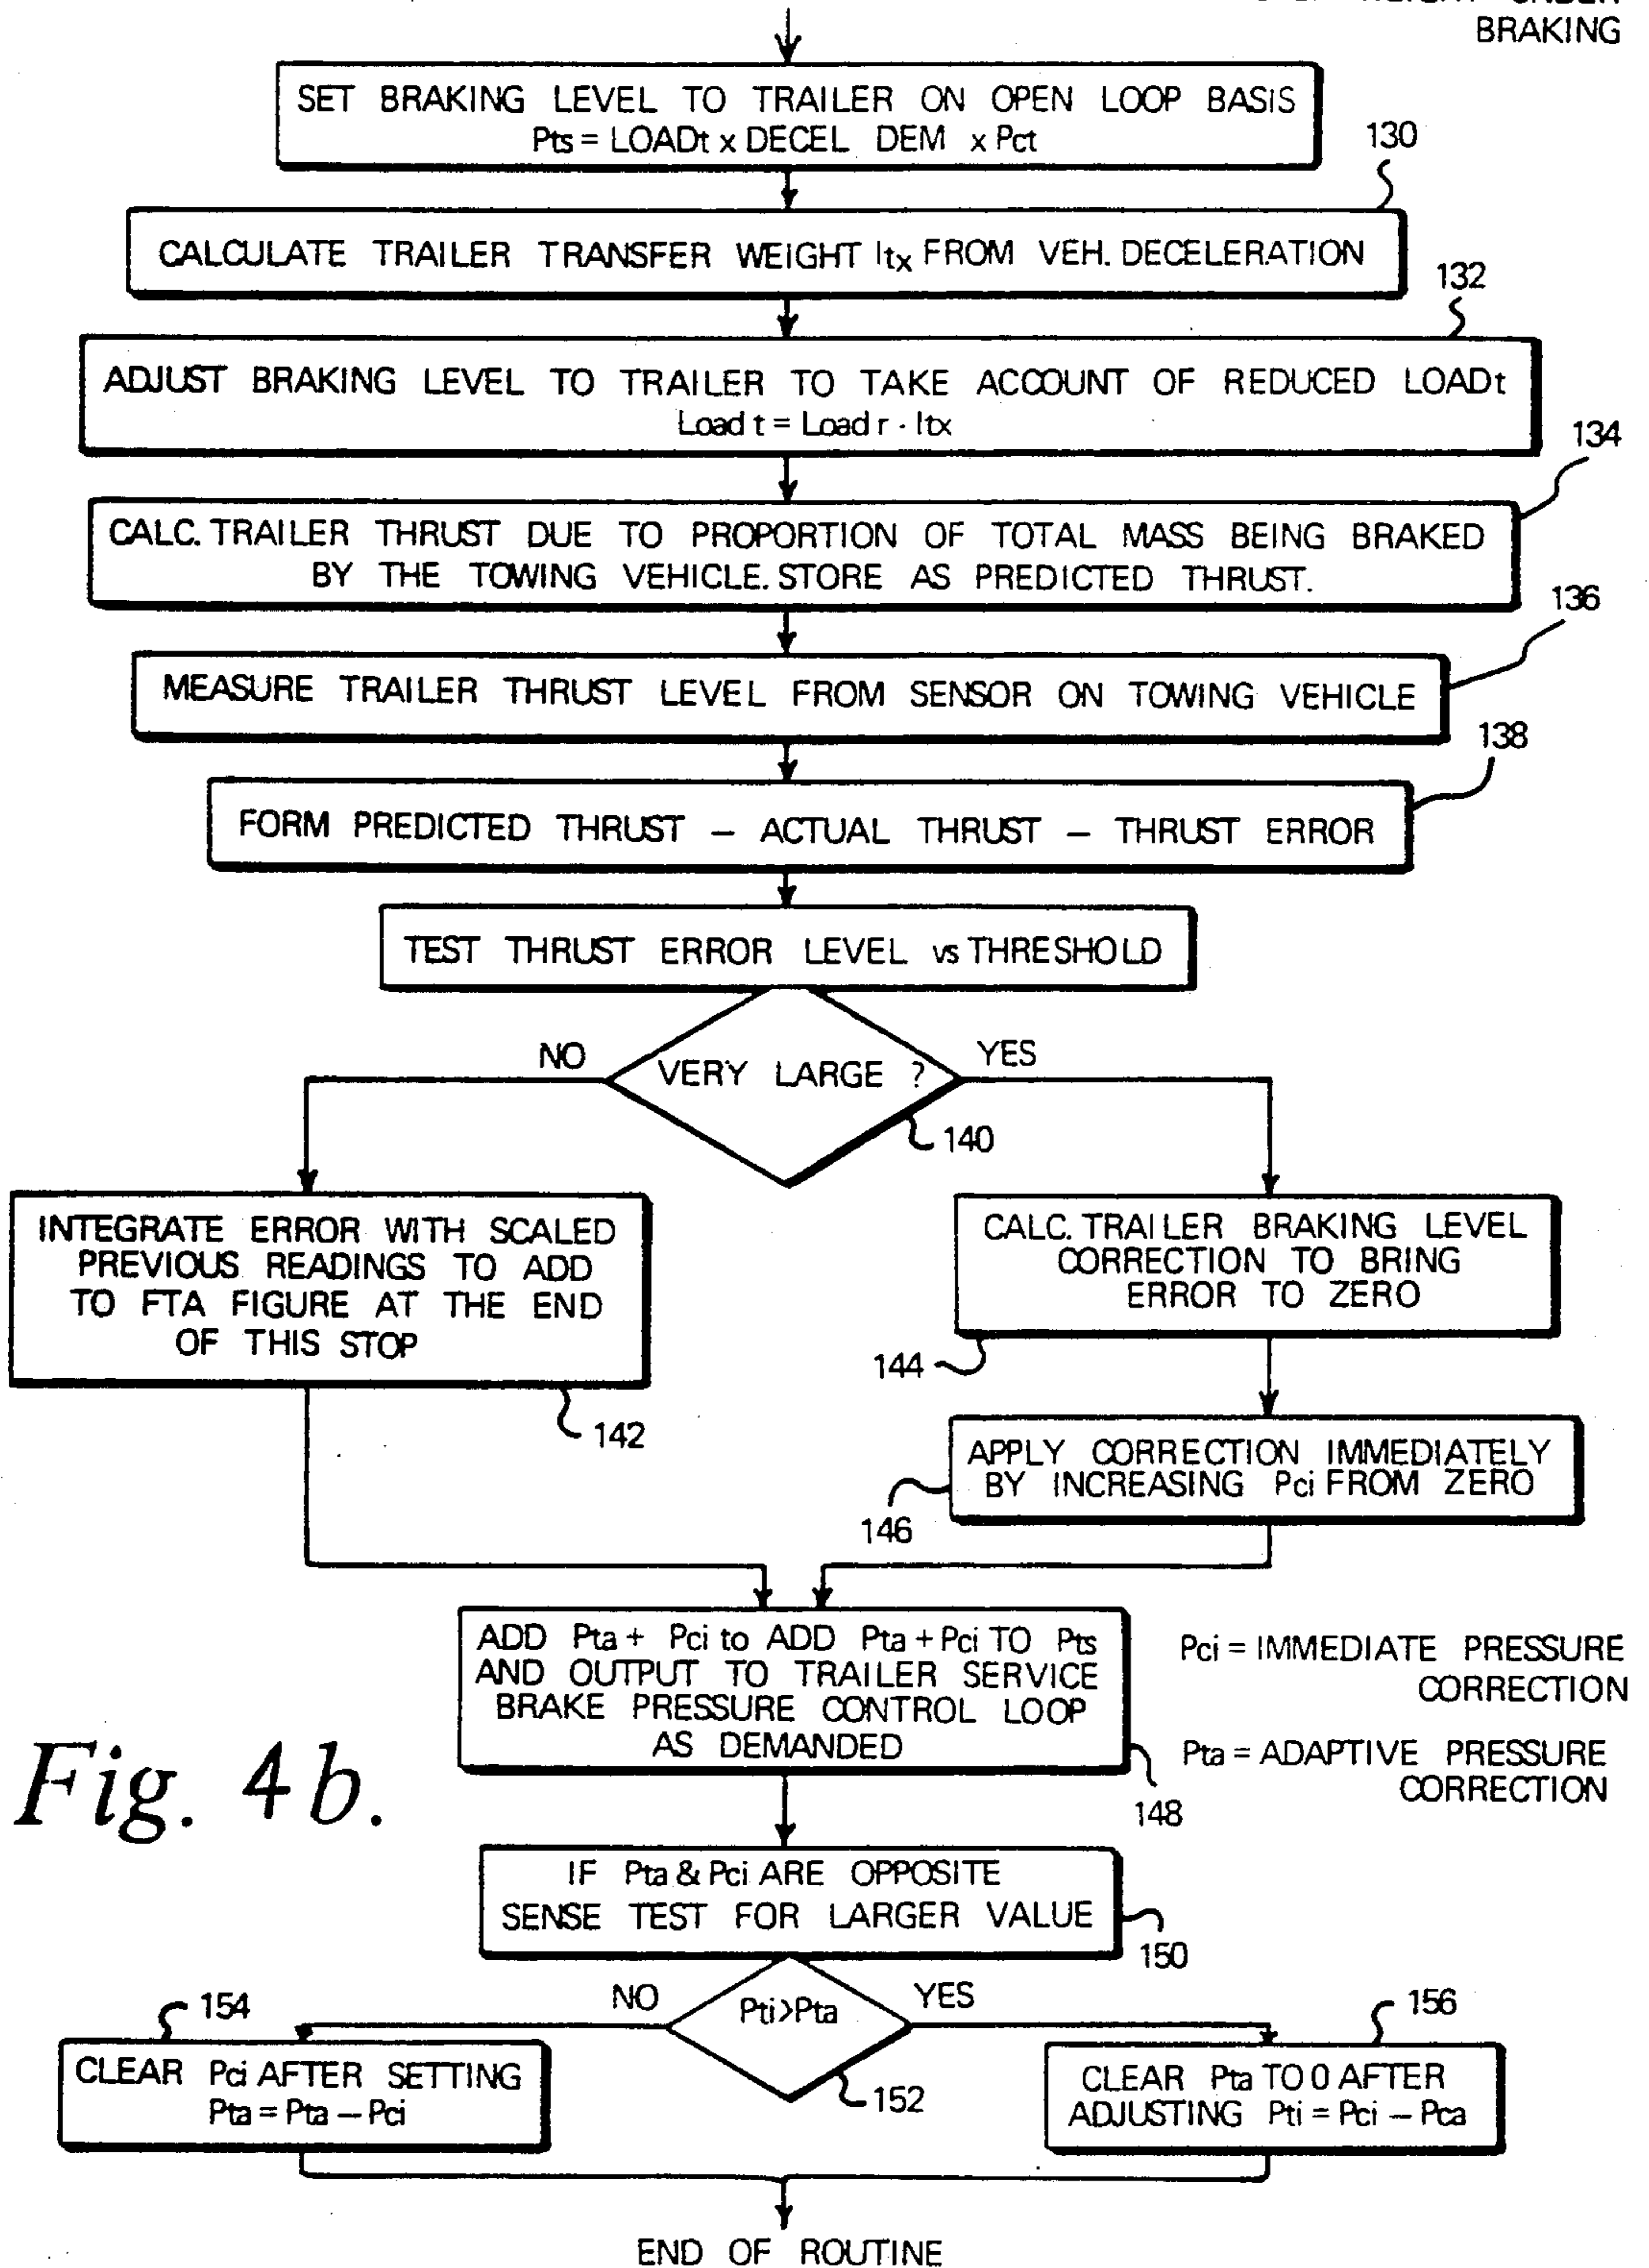 BRAKING
SET BRAKING LEVEL TO TRAILER ON OPEN LOOP BASIS
Pts = LOADt x DECEL DEM x Pct
130
CALCULATE TRAILER TRANSFER WEIGHT ltx FROM VEH. DECELERATION
132
ADJUST BRAKING LEVEL TO TRAILER TO TAKE ACCOUNT OF REDUCED LOADt
Load t = Load r · ltx
134
CALC. TRAILER THRUST DUE TO PROPORTION OF TOTAL MASS BEING BRAKED
BY THE TOWING VEHICLE. STORE AS PREDICTED THRUST.
136
MEASURE TRAILER THRUST LEVEL FROM SENSOR ON TOWING VEHICLE
138
FORM PREDICTED THRUST – ACTUAL THRUST – THRUST ERROR
TEST THRUST ERROR LEVEL vs THRESHOLD
NO
VERY LARGE ?
YES
140
INTEGRATE ERROR WITH SCALED
PREVIOUS READINGS TO ADD
TO FTA FIGURE AT THE END
OF THIS STOP
142
CALC. TRAILER BRAKING LEVEL
CORRECTION TO BRING
ERROR TO ZERO
144
APPLY CORRECTION IMMEDIATELY
BY INCREASING Pci FROM ZERO
146
ADD Pta + Pci to ADD Pta + Pci TO Pts
AND OUTPUT TO TRAILER SERVICE
BRAKE PRESSURE CONTROL LOOP
AS DEMANDED
148
Pci = IMMEDIATE PRESSURE
CORRECTION
Pta = ADAPTIVE PRESSURE
CORRECTION
Fig. 4b.
IF Pta & Pci ARE OPPOSITE
SENSE TEST FOR LARGER VALUE
150
NO
Pti>Pta
YES
152
154
CLEAR Pci AFTER SETTING
Pta = Pta – Pci
156
CLEAR Pta TO 0 AFTER
ADJUSTING Pti = Pci – Pca
END OF ROUTINE